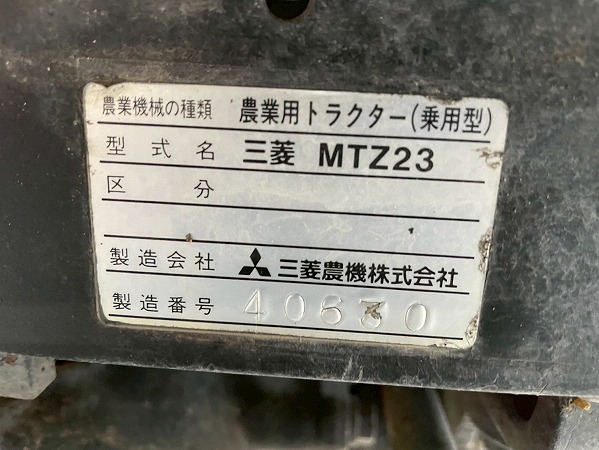 農業機械の種類 農業用トラクター(乗用型)
型式名 三菱 MTZ23
区分
製造会社 三菱農機株式会社
製造番号 40630